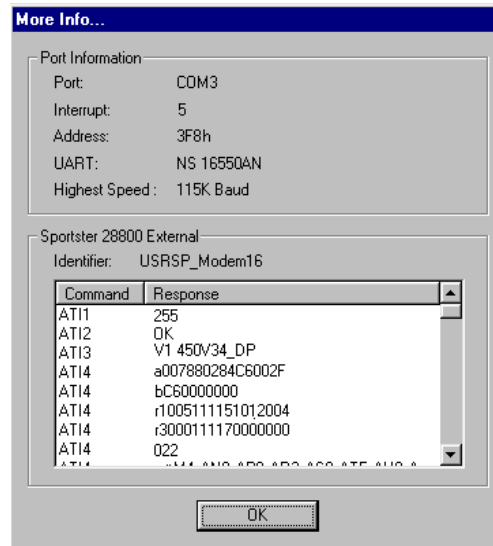 More Info...
Port Information
Port: COM3
Interrupt: 5
Address: 3F8h
UART: NS 16550AN
Highest Speed : 115K Baud
Sportster 28800 External
Identifier: USRSP_Modem16
Command Response
ATI1 255
ATI2 OK
ATI3 V1 450V34_DP
ATI4 a007880284C6002F
ATI4 bC60000000
ATI4 r1005111151012004
ATI4 r3000111170000000
ATI4 022
ATI4
OK